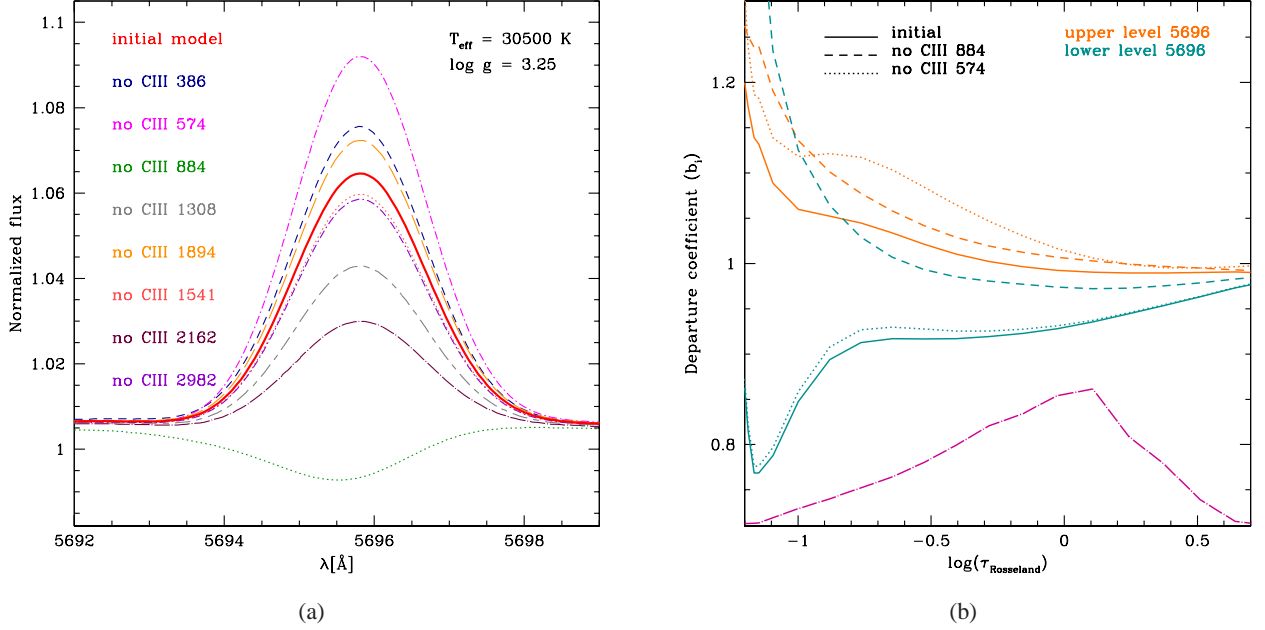 1.1
1.08
1.06
1.04
1.02
1
Normalized flux
initial model
no CIII 386
no CIII 574
no CIII 884
no CIII 1308
no CIII 1894
no CIII 1541
no CIII 2162
no CIII 2982
T_eff = 30500 K
log g = 3.25
5692 5694 5696 5698
λ[Å]
(a)
1.2
1
0.8
Departure coefficient (b_i)
initial
no CIII 884
no CIII 574
upper level 5696
lower level 5696
−1 −0.5 0 0.5
log(τ_Rosseland)
(b)